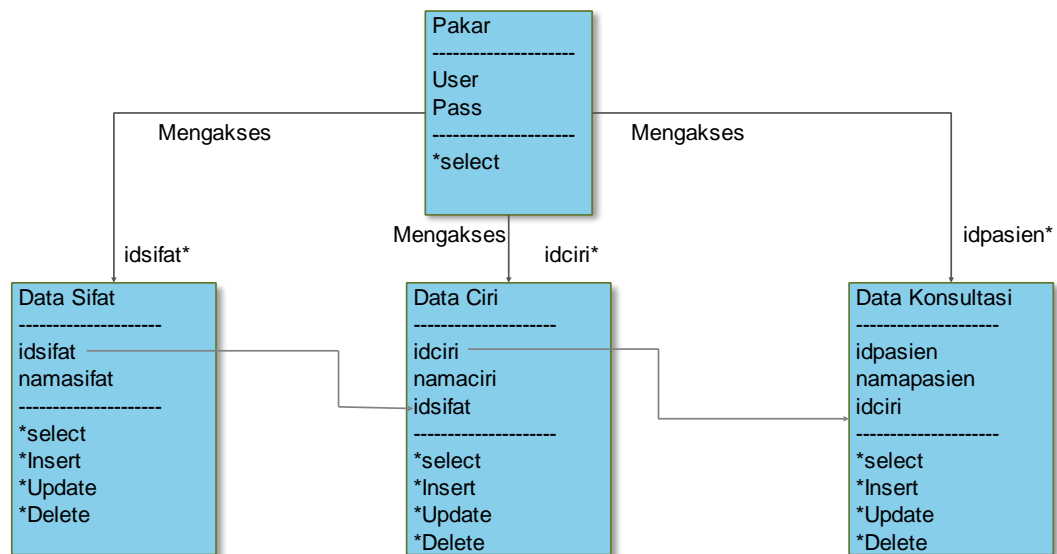 Pakar
---------------------
User
Pass
---------------------
*select
Mengakses
Mengakses
Mengakses
idsifat*
idciri*
idpasien*
Data Sifat
---------------------
idsifat
namasifat
---------------------
*select
*Insert
*Update
*Delete
Data Ciri
---------------------
idciri
namaciri
idsifat
---------------------
*select
*Insert
*Update
*Delete
Data Konsultasi
---------------------
idpasien
namapasien
idciri
---------------------
*select
*Insert
*Update
*Delete